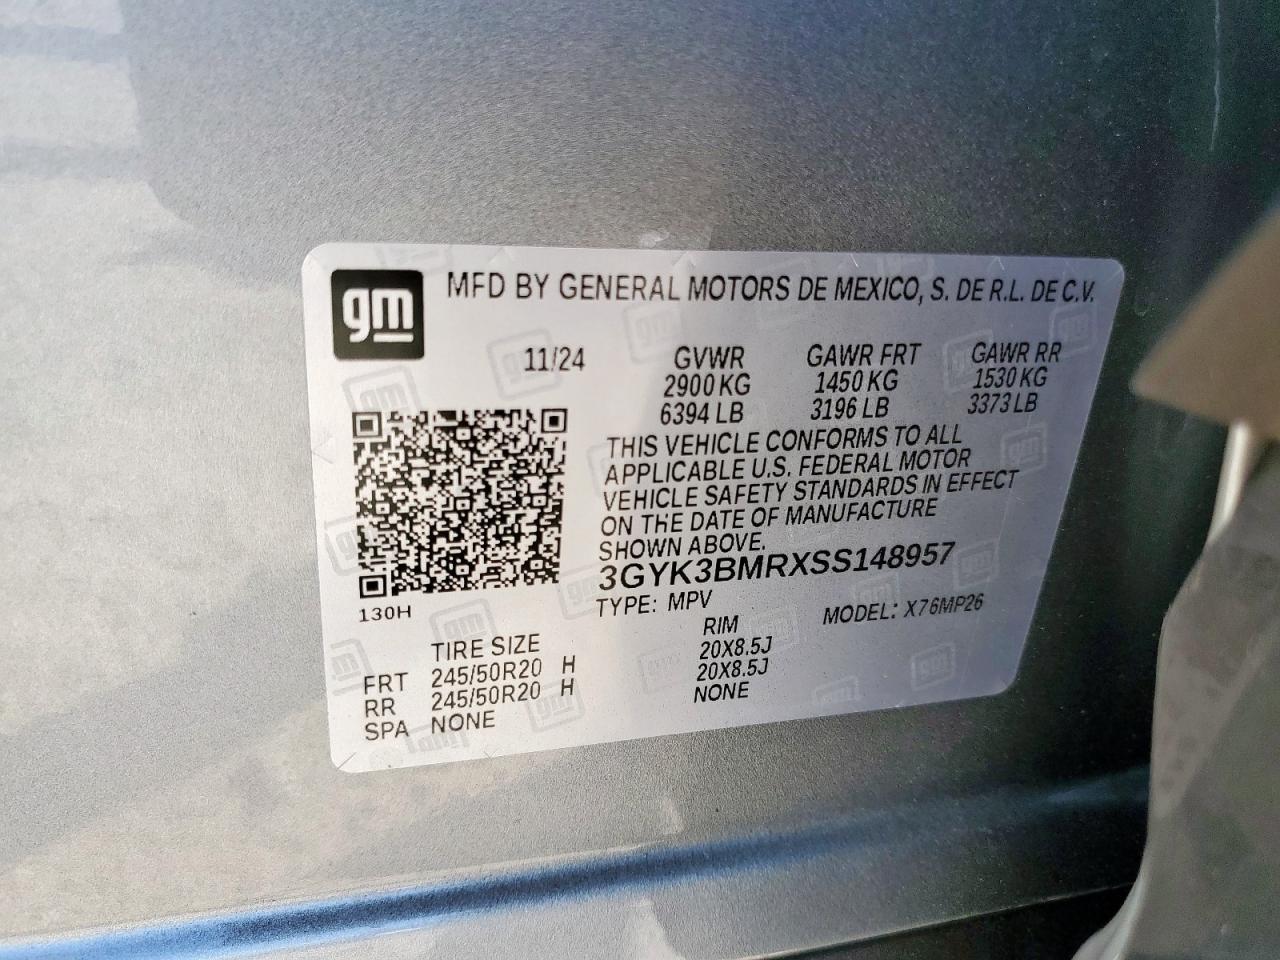 gm
MFD BY GENERAL MOTORS DE MEXICO, S. DE R.L. DE C.V.
11/24 GVWR GAWR FRT GAWR RR
2900 KG 1450 KG 1530 KG
6394 LB 3196 LB 3373 LB
THIS VEHICLE CONFORMS TO ALL
APPLICABLE U.S. FEDERAL MOTOR
VEHICLE SAFETY STANDARDS IN EFFECT
ON THE DATE OF MANUFACTURE
SHOWN ABOVE.
3GYK3BMRXSS148957
130H
TYPE: MPV MODEL: X76MP26
TIRE SIZE RIM
FRT 245/50R20 H 20X8.5J
RR 245/50R20 H 20X8.5J
SPA NONE NONE